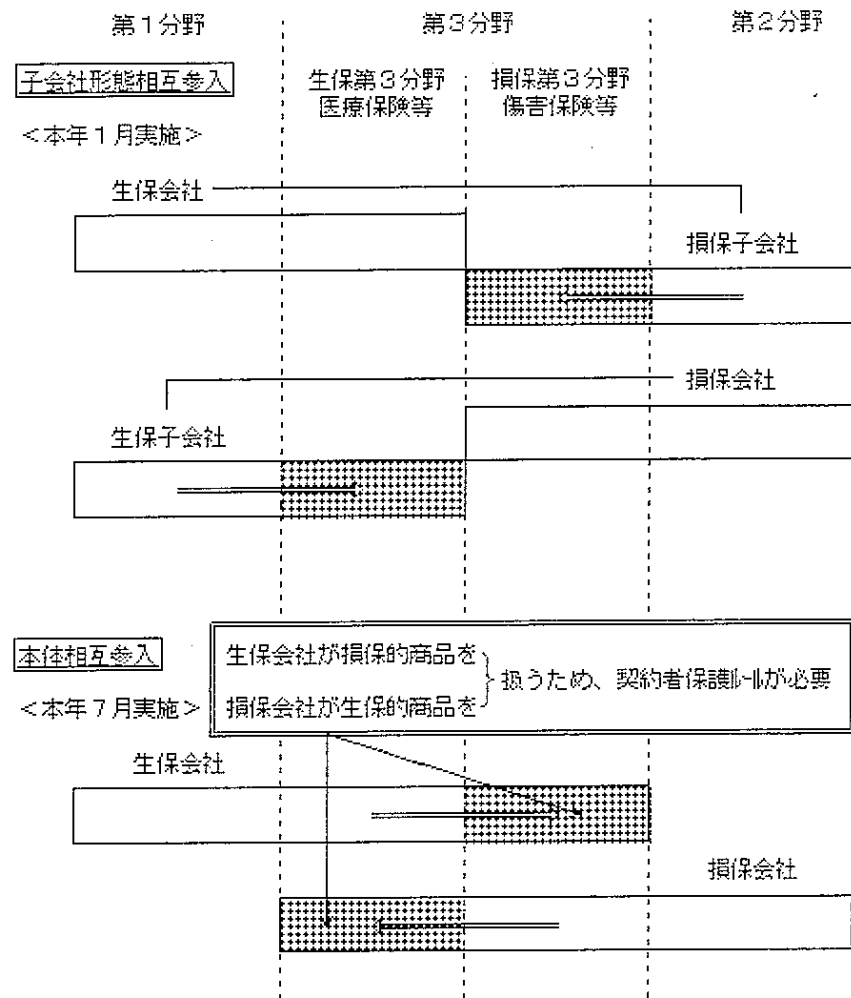 第１分野
第３分野
第２分野
子会社形態相互参入
生保第３分野
医療保険等
損保第３分野
傷害保険等
＜本年１月実施＞
生保会社
損保子会社
損保会社
生保子会社
本体相互参入
＜本年７月実施＞
生保会社が損保的商品を
損保会社が生保的商品を
扱うため、契約者保護ルールが必要
生保会社
損保会社